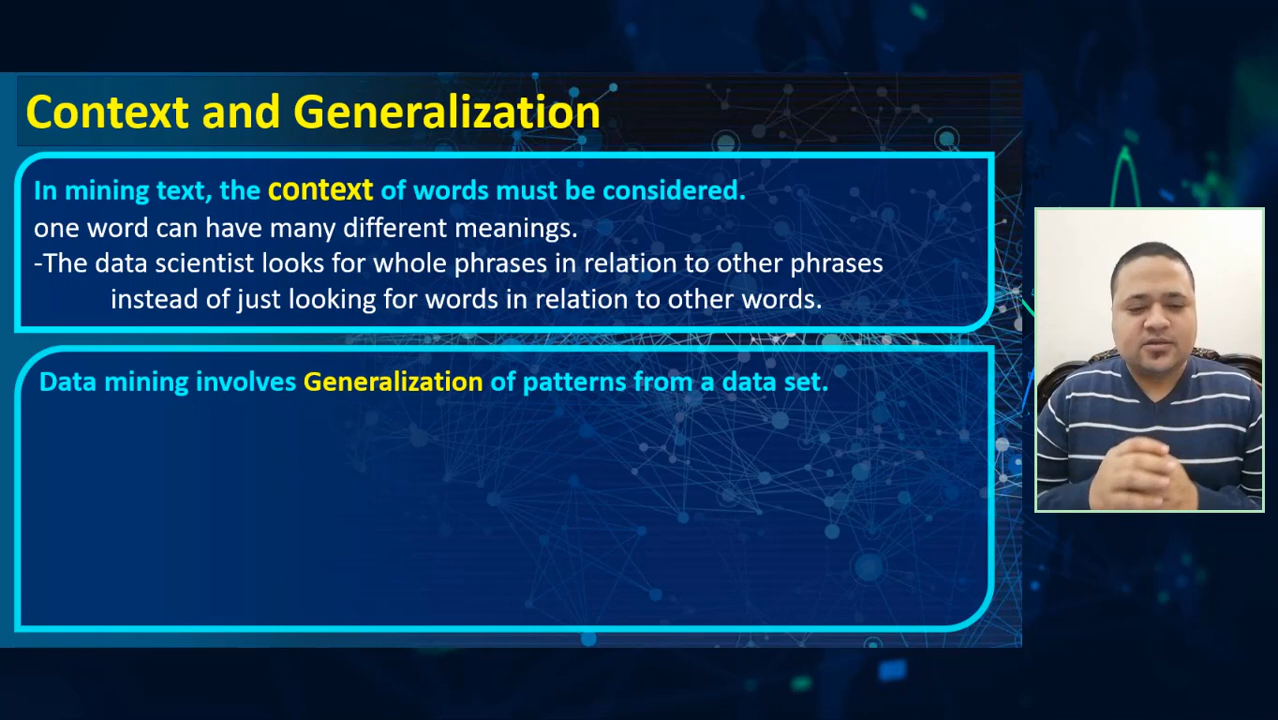 Context and Generalization
In mining text, the context of words must be considered.
one word can have many different meanings.
-The data scientist looks for whole phrases in relation to other phrases
instead of just looking for words in relation to other words.
Data mining involves Generalization of patterns from a data set.